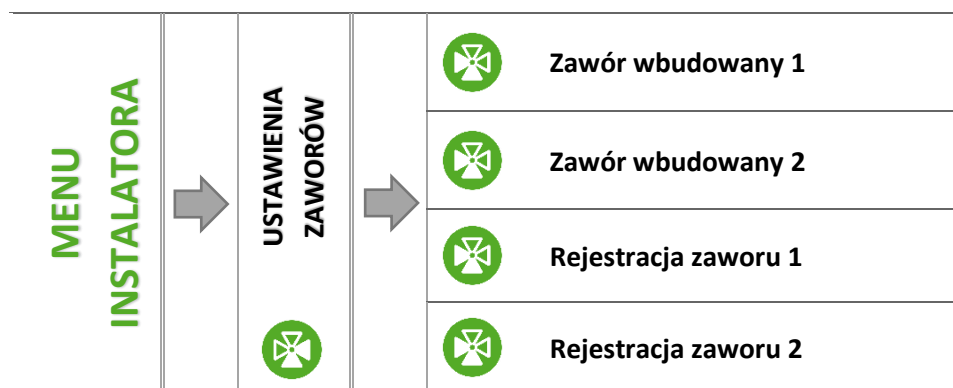 MENU
INSTALATORA
USTAWIENIA
ZAWORÓW
Zawór wbudowany 1
Zawór wbudowany 2
Rejestracja zaworu 1
Rejestracja zaworu 2